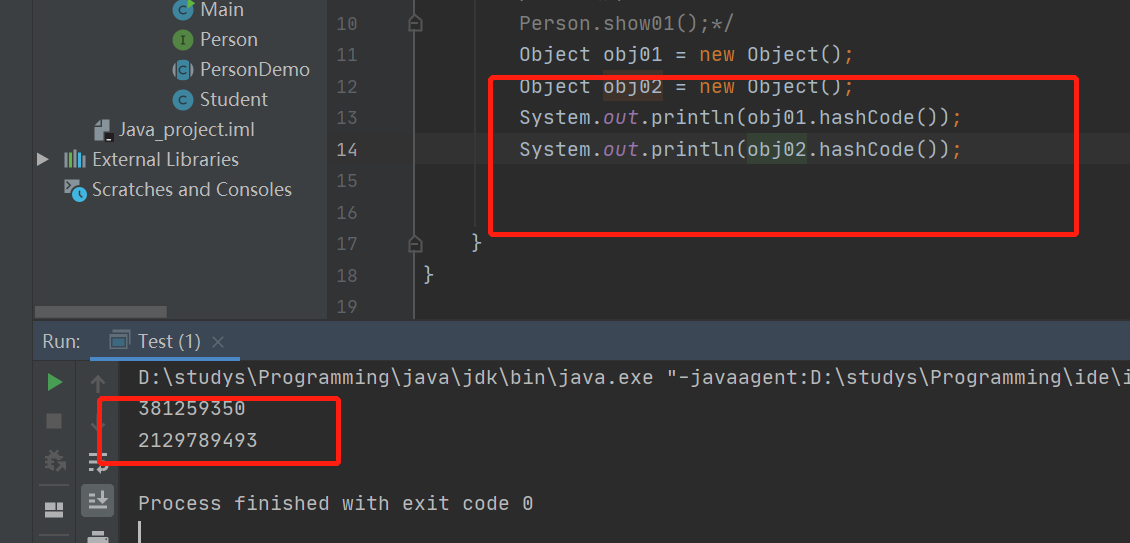 Main
Person
PersonDemo
Student
Java_project.iml
External Libraries
Scratches and Consoles
10 Person.show01();*/
11 Object obj01 = new Object();
12 Object obj02 = new Object();
13 System.out.println(obj01.hashCode());
14 System.out.println(obj02.hashCode());
15
16
17 }
18 }
19
Run: Test (1)
D:\studys\Programming\java\jdk\bin\java.exe "-javaagent:D:\studys\Programming\ide\i
381259350
2129789493
Process finished with exit code 0